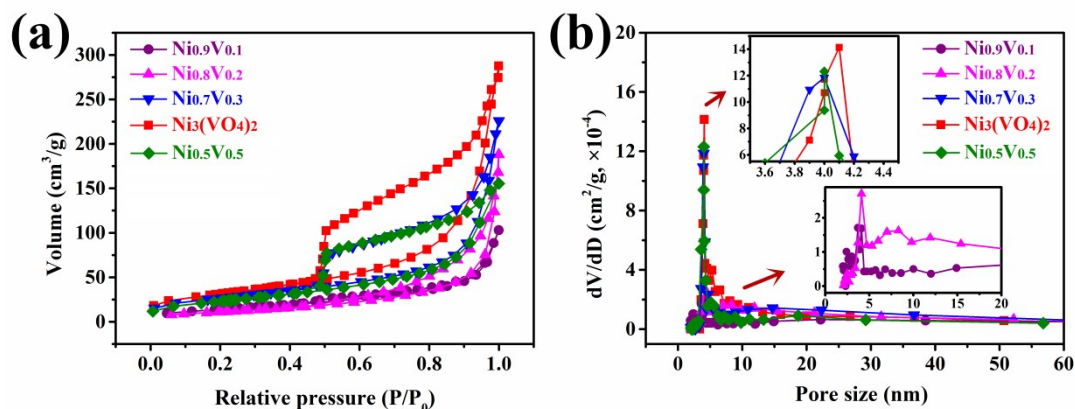 (a)
300
250
200
150
100
50
0
Volume (cm³/g)
Ni0.9V0.1
Ni0.8V0.2
Ni0.7V0.3
Ni3(VO4)2
Ni0.5V0.5
0.0 0.2 0.4 0.6 0.8 1.0
Relative pressure (P/P₀)
(b)
16
12
8
4
0
dV/dD (cm²/g, ×10⁻⁴)
14
12
10
8
6
3.6 3.8 4.0 4.2 4.4
Ni0.9V0.1
Ni0.8V0.2
Ni0.7V0.3
Ni3(VO4)2
Ni0.5V0.5
2
1
0
0 5 10 15 20
0 10 20 30 40 50 60
Pore size (nm)